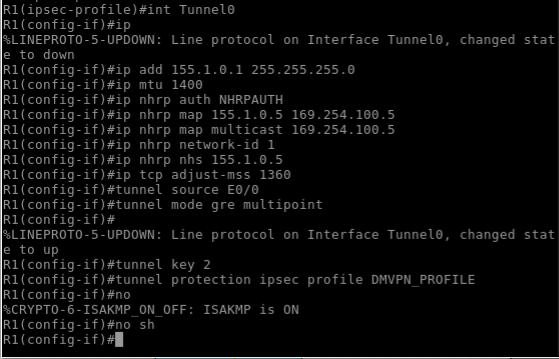 R1(ipsec-profile)#int Tunnel0
R1(config-if)#ip
%LINEPROTO-5-UPDOWN: Line protocol on Interface Tunnel0, changed stat
e to down
R1(config-if)#ip add 155.1.0.1 255.255.255.0
R1(config-if)#ip mtu 1400
R1(config-if)#ip nhrp auth NHRPAUTH
R1(config-if)#ip nhrp map 155.1.0.5 169.254.100.5
R1(config-if)#ip nhrp map multicast 169.254.100.5
R1(config-if)#ip nhrp network-id 1
R1(config-if)#ip nhrp nhs 155.1.0.5
R1(config-if)#ip tcp adjust-mss 1360
R1(config-if)#tunnel source E0/0
R1(config-if)#tunnel mode gre multipoint
R1(config-if)#
%LINEPROTO-5-UPDOWN: Line protocol on Interface Tunnel0, changed stat
e to up
R1(config-if)#tunnel key 2
R1(config-if)#tunnel protection ipsec profile DMVPN_PROFILE
R1(config-if)#no
%CRYPTO-6-ISAKMP_ON_OFF: ISAKMP is ON
R1(config-if)#no sh
R1(config-if)#